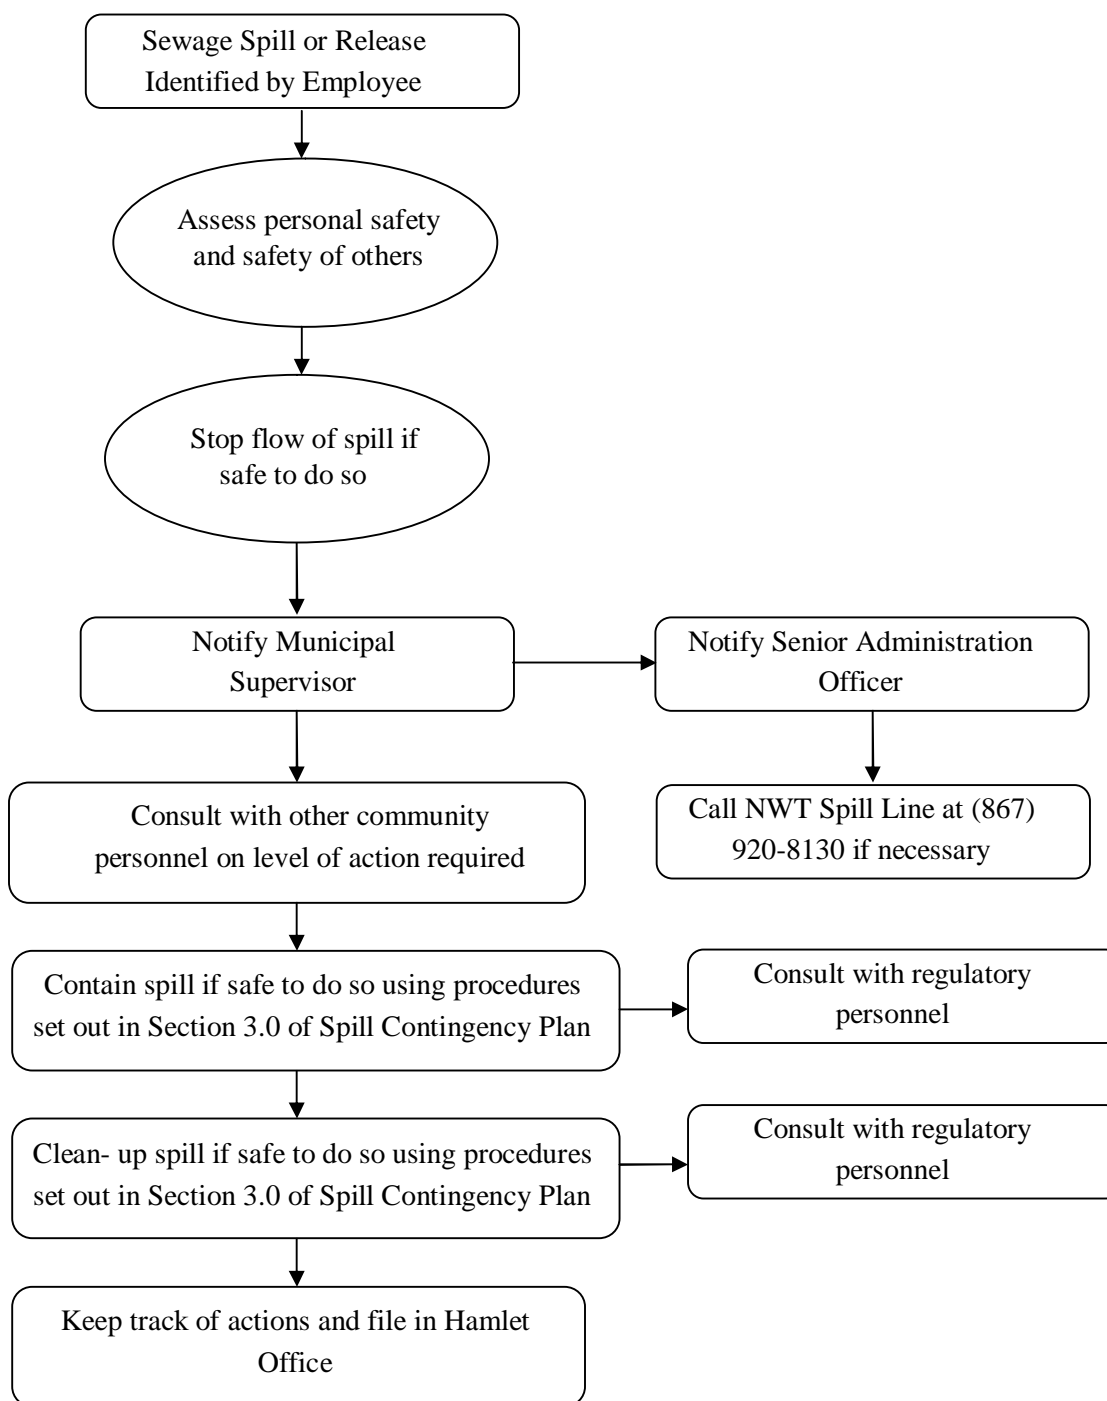 Sewage Spill or Release
Identified by Employee
Assess personal safety
and safety of others
Stop flow of spill if
safe to do so
Notify Municipal
Supervisor
Notify Senior Administration
Officer
Consult with other community
personnel on level of action required
Call NWT Spill Line at (867)
920-8130 if necessary
Contain spill if safe to do so using procedures
set out in Section 3.0 of Spill Contingency Plan
Consult with regulatory
personnel
Clean- up spill if safe to do so using procedures
set out in Section 3.0 of Spill Contingency Plan
Consult with regulatory
personnel
Keep track of actions and file in Hamlet
Office